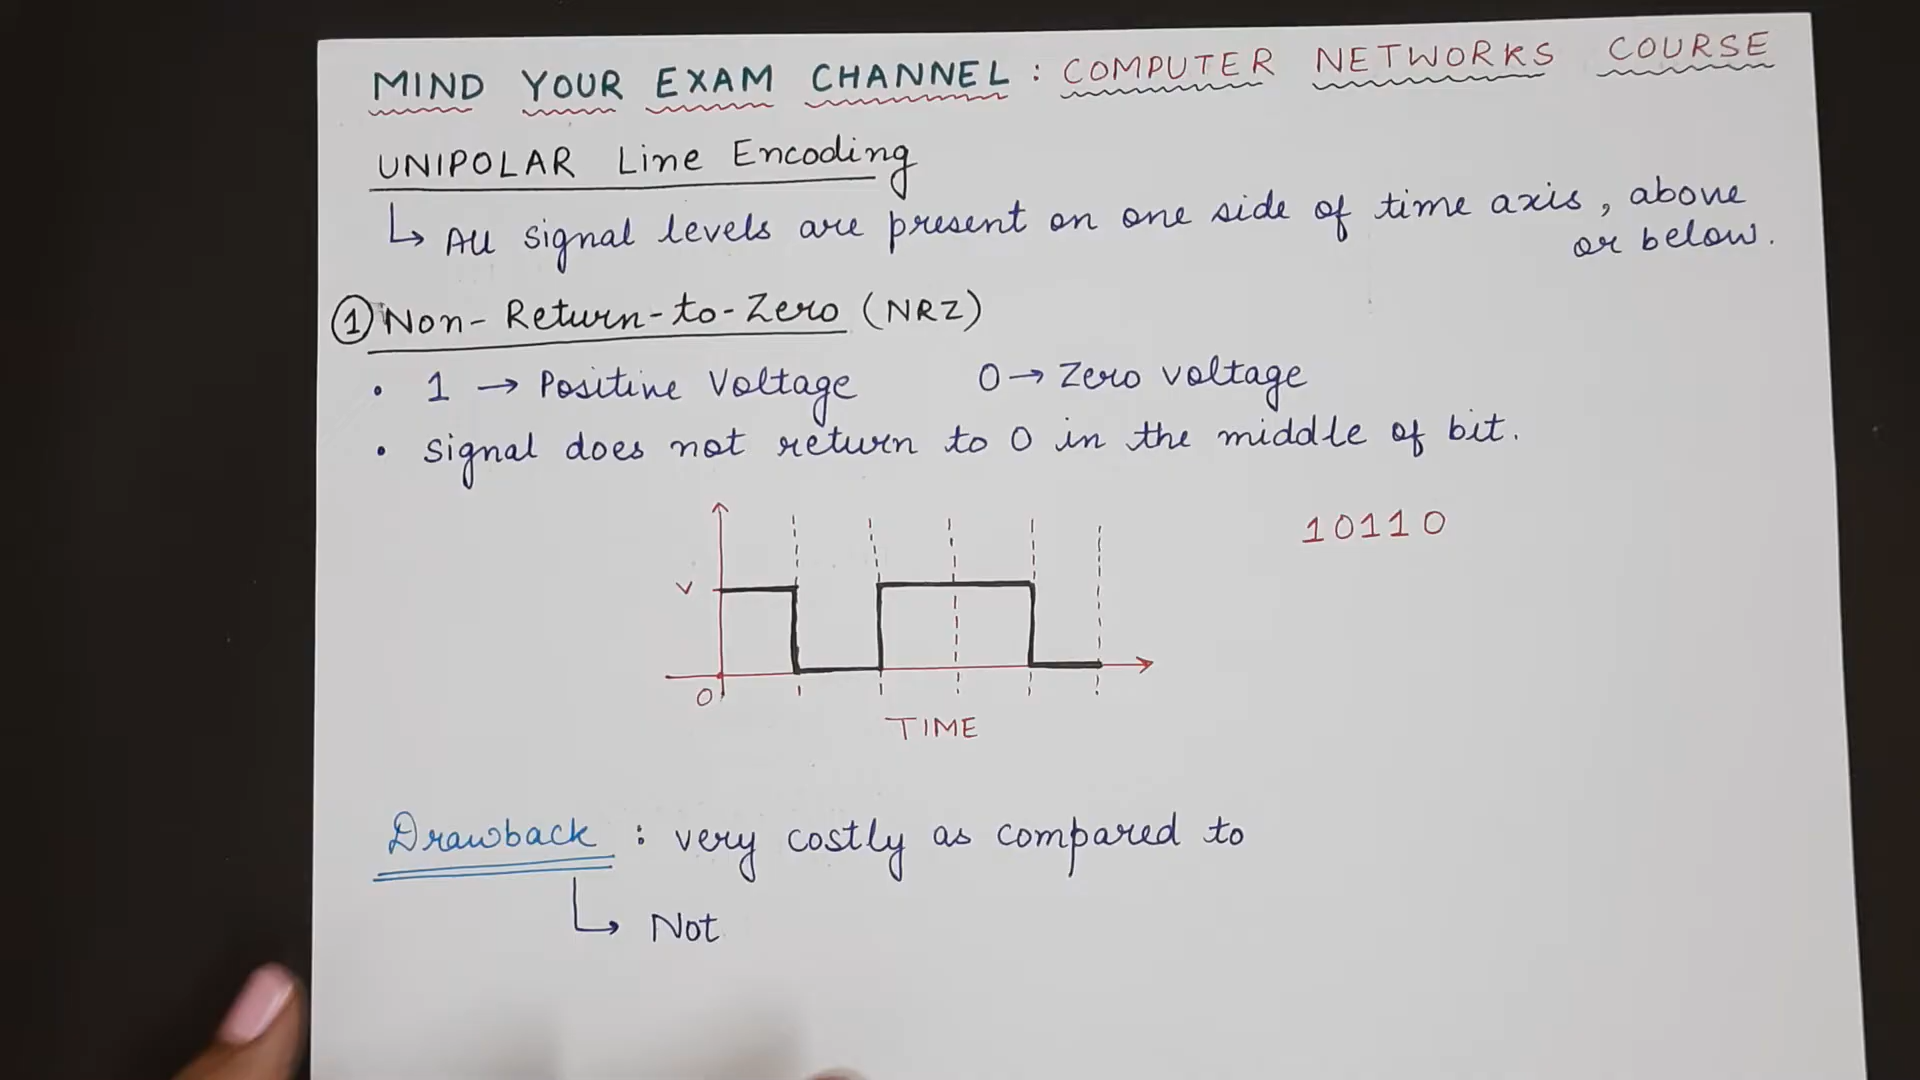 MIND YOUR EXAM CHANNEL : COMPUTER NETWORKS COURSE
UNIPOLAR Line Encoding
↳ All signal levels are present on one side of time axis, above
or below.
① Non-Return-to-Zero (NRZ)
• 1 → Positive Voltage 0 → Zero voltage
• Signal does not return to 0 in the middle of bit.
10110
V
0
TIME
Drawback : very costly as compared to
↳ Not